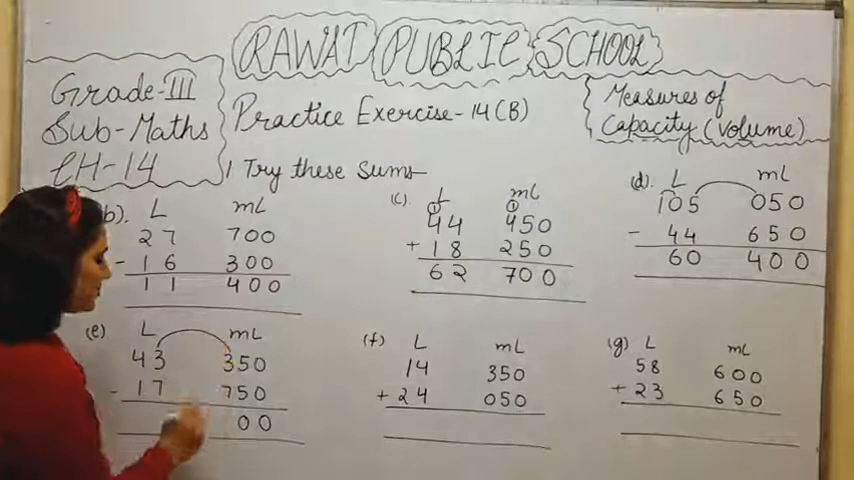 RAWAT PUBLIC SCHOOL
Grade-III
Sub-Maths
CH-14
Practice Exercise-14(B)
Measures of
Capacity (volume)
1 Try these Sums-
b). L mL
27 700
- 16 300
11 400
(c) L mL
1 1
44 450
+ 18 250
62 700
(d). L mL
105 050
- 44 650
60 400
(e) L mL
43 350
- 17 750
00
(f) L mL
14 350
+ 24 050
(g) L mL
58 600
+ 23 650